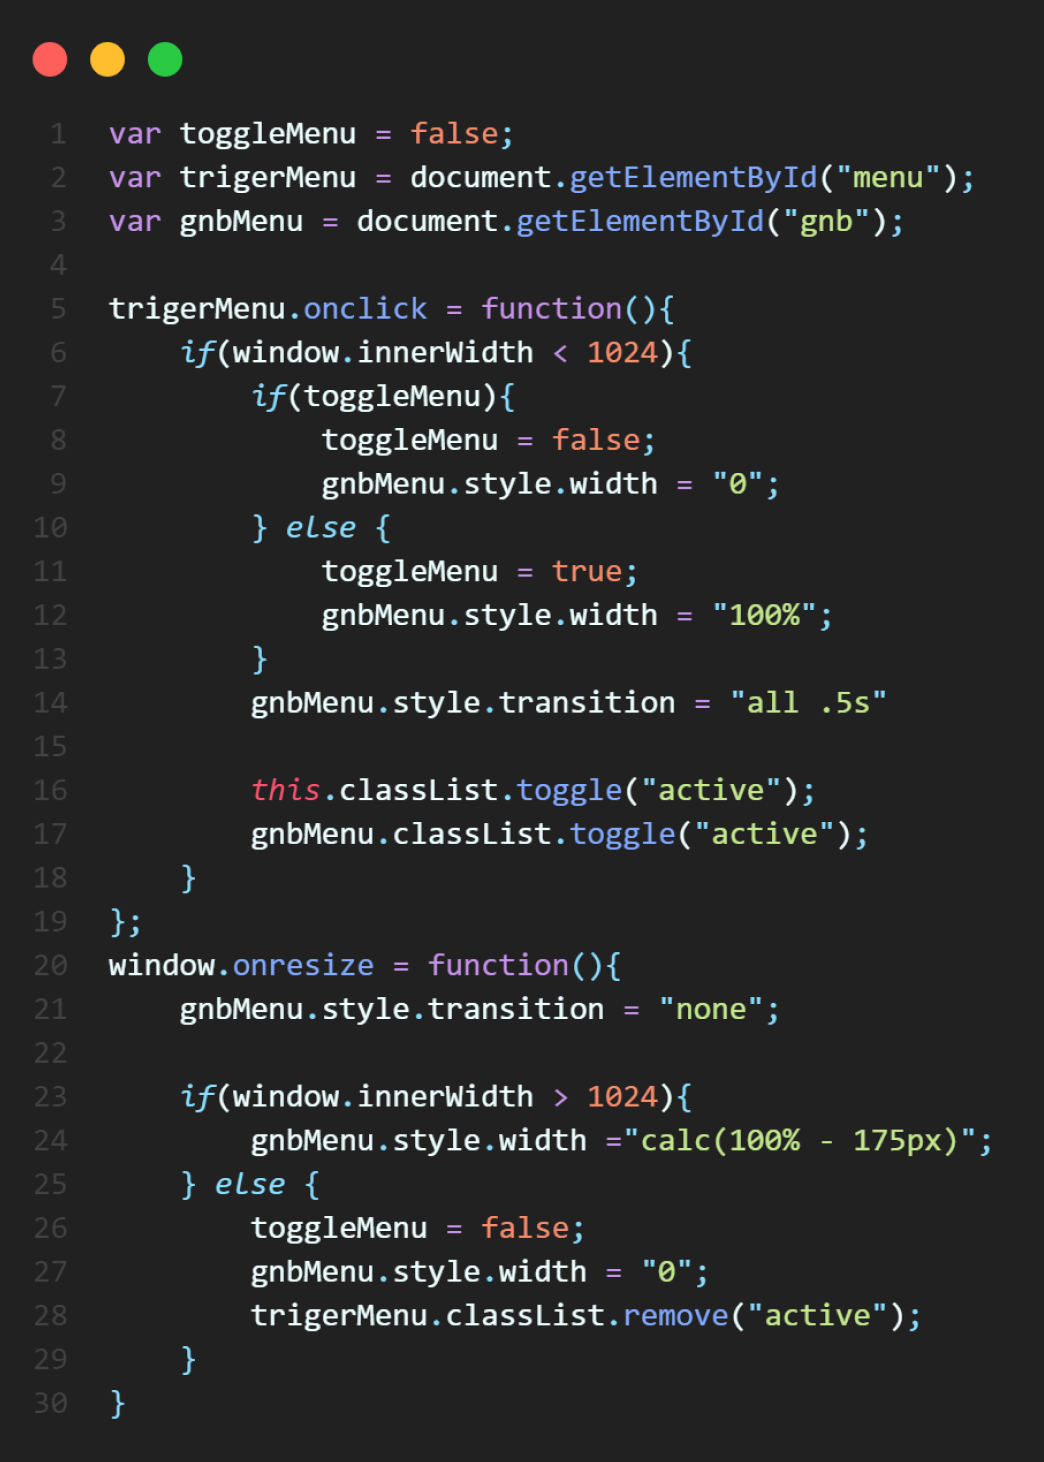 1 var toggleMenu = false;
2 var trigerMenu = document.getElementById("menu");
3 var gnbMenu = document.getElementById("gnb");
4
5 trigerMenu.onclick = function(){
6     if(window.innerWidth < 1024){
7         if(toggleMenu){
8             toggleMenu = false;
9             gnbMenu.style.width = "0";
10         } else {
11             toggleMenu = true;
12             gnbMenu.style.width = "100%";
13         }
14         gnbMenu.style.transition = "all .5s"
15
16         this.classList.toggle("active");
17         gnbMenu.classList.toggle("active");
18     }
19 };
20 window.onresize = function(){
21     gnbMenu.style.transition = "none";
22
23     if(window.innerWidth > 1024){
24         gnbMenu.style.width ="calc(100% - 175px)";
25     } else {
26         toggleMenu = false;
27         gnbMenu.style.width = "0";
28         trigerMenu.classList.remove("active");
29     }
30 }